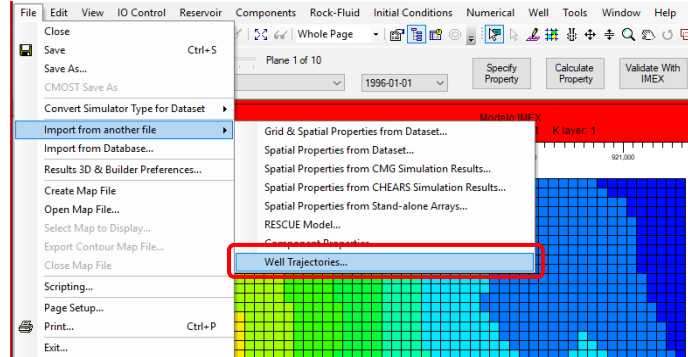 File Edit View IO Control Reservoir Components Rock-Fluid Initial Conditions Numerical Well Tools Window Help
Close
Save Ctrl+S
Whole Page
Save As...
Plane 1 of 10
CMOST Save As
1996-01-01
Specify Property
Calculate Property
Validate With IMEX
Convert Simulator Type for Dataset
Modelo IMEX
Import from another file
K layer: 1
Import from Database...
921,000
Results 3D & Builder Preferences...
Create Map File
Open Map File...
Select Map to Display...
Export Contour Map File...
Close Map File
Scripting...
Page Setup...
Print... Ctrl+P
Exit...
Grid & Spatial Properties from Dataset...
Spatial Properties from Dataset...
Spatial Properties from CMG Simulation Results...
Spatial Properties from CHEARS Simulation Results...
Spatial Properties from Stand-alone Arrays...
RESCUE Model...
Component Properties
Well Trajectories...